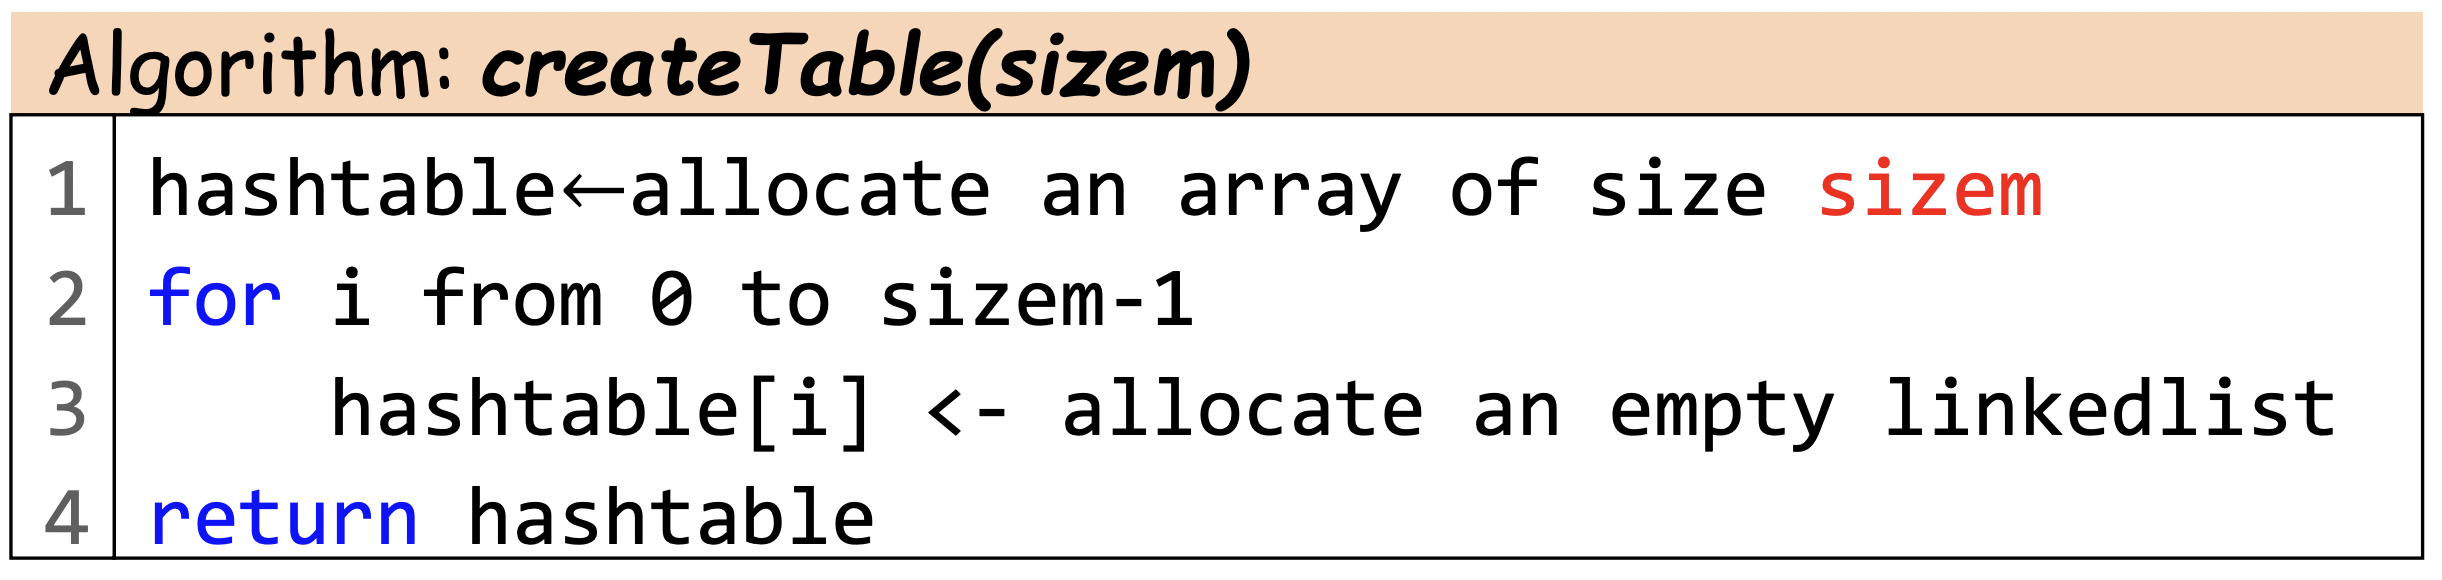 Algorithm: createTable(sizem)
1 hashtable←allocate an array of size sizem
2 for i from 0 to sizem-1
3 hashtable[i] <- allocate an empty linkedlist
4 return hashtable